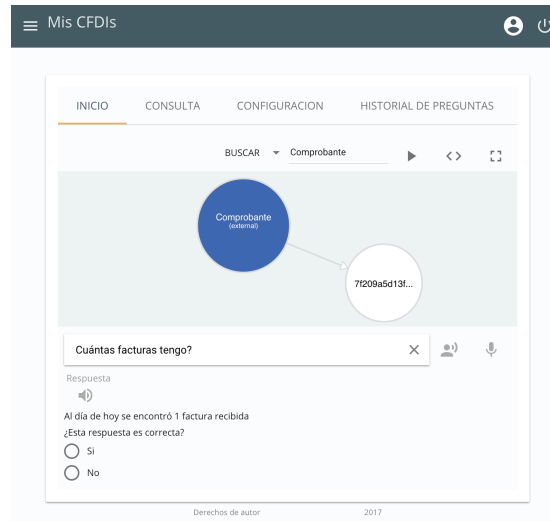 Mis CFDIs
INICIO CONSULTA CONFIGURACION HISTORIAL DE PREGUNTAS
BUSCAR Comprobante
Comprobante
(external)
7f209a5d13f...
Cuántas facturas tengo?
Respuesta
Al día de hoy se encontró 1 factura recibida
¿Esta respuesta es correcta?
Si
No
Derechos de autor 2017